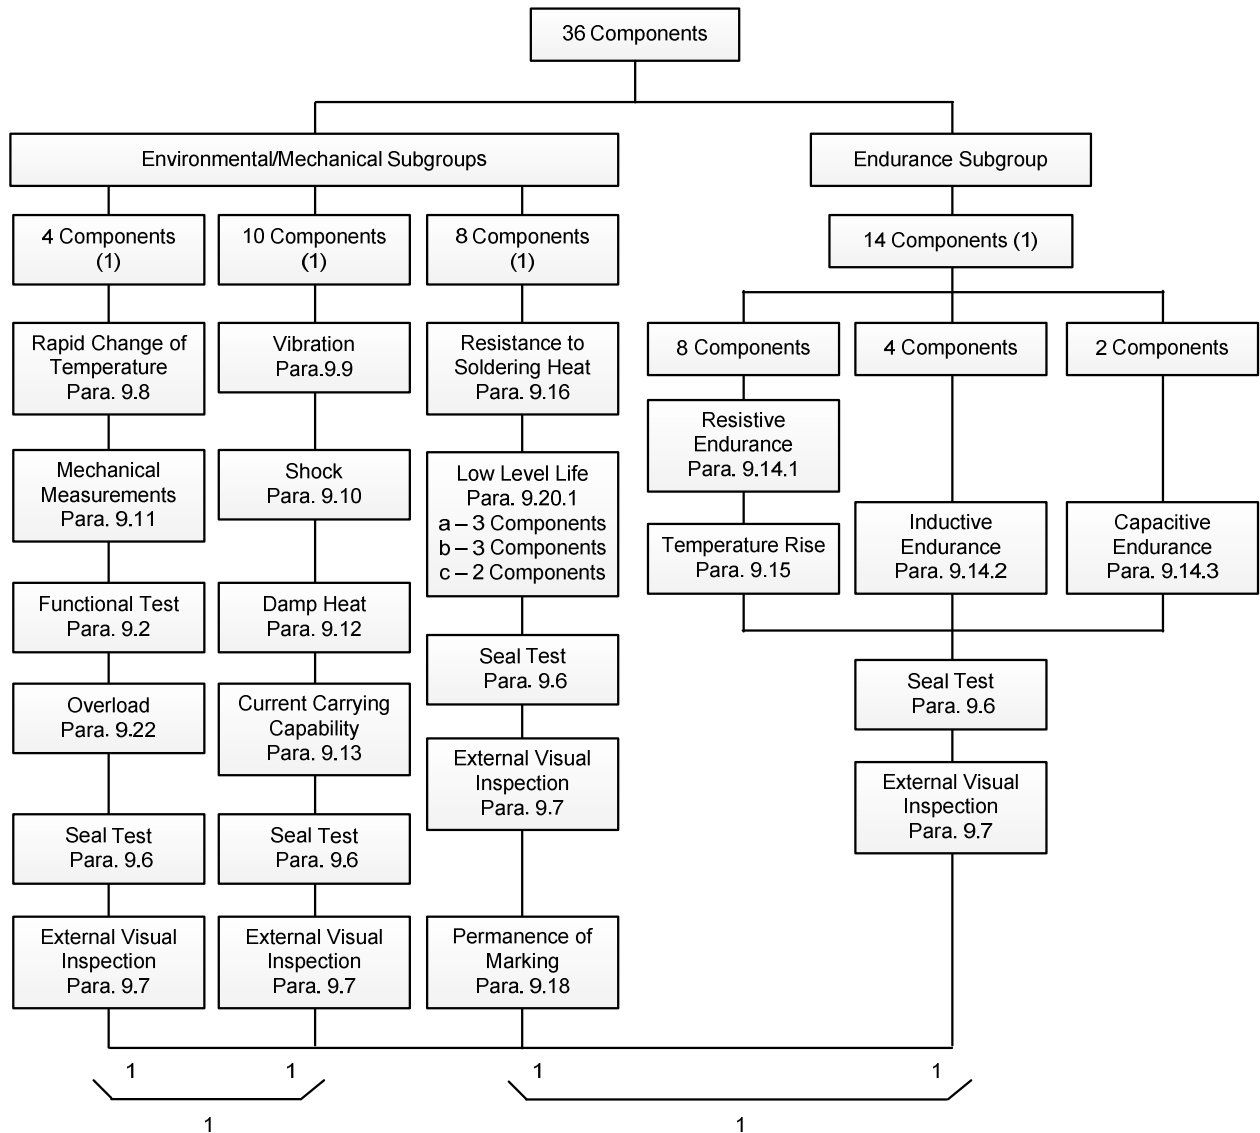 36 Components
Environmental/Mechanical Subgroups
Endurance Subgroup
4 Components
(1)
10 Components
(1)
8 Components
(1)
14 Components (1)
Rapid Change of
Temperature
Para. 9.8
Vibration
Para.9.9
Resistance to
Soldering Heat
Para. 9.16
8 Components
4 Components
2 Components
Mechanical
Measurements
Para. 9.11
Shock
Para. 9.10
Low Level Life
Para. 9.20.1
a – 3 Components
b – 3 Components
c – 2 Components
Resistive
Endurance
Para. 9.14.1
Temperature Rise
Para. 9.15
Inductive
Endurance
Para. 9.14.2
Capacitive
Endurance
Para. 9.14.3
Functional Test
Para. 9.2
Damp Heat
Para. 9.12
Seal Test
Para. 9.6
Seal Test
Para. 9.6
Overload
Para. 9.22
Current Carrying
Capability
Para. 9.13
External Visual
Inspection
Para. 9.7
External Visual
Inspection
Para. 9.7
Seal Test
Para. 9.6
Seal Test
Para. 9.6
External Visual
Inspection
Para. 9.7
External Visual
Inspection
Para. 9.7
Permanence of
Marking
Para. 9.18
1
1
1
1
1
1